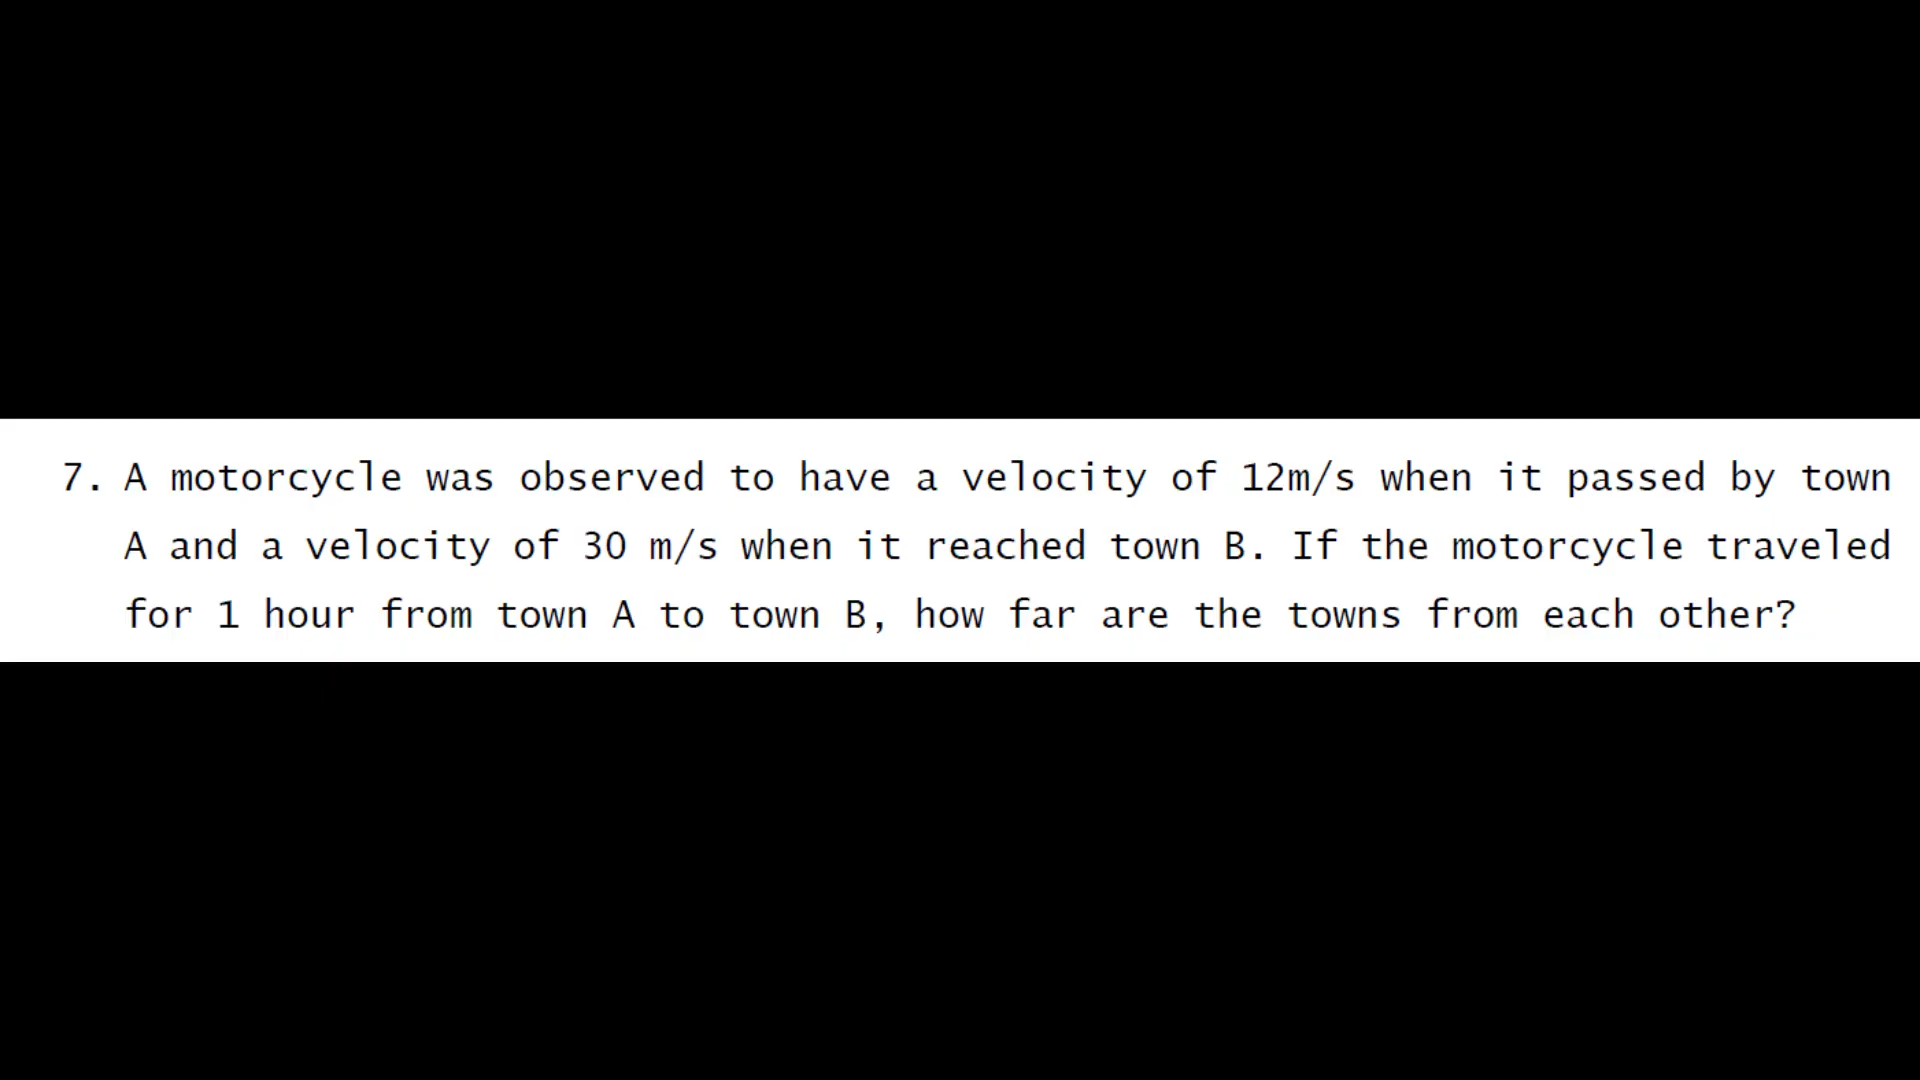 7. A motorcycle was observed to have a velocity of 12m/s when it passed by town
A and a velocity of 30 m/s when it reached town B. If the motorcycle traveled
for 1 hour from town A to town B, how far are the towns from each other?